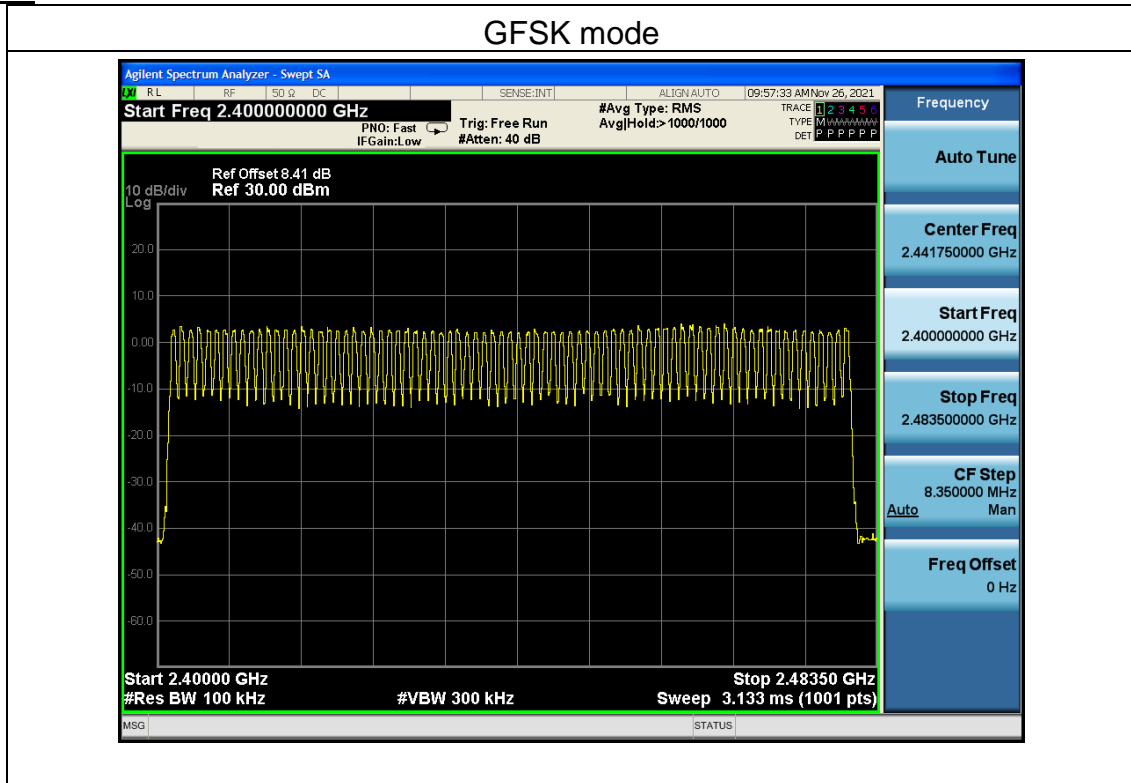 GFSK mode
Agilent Spectrum Analyzer - Swept SA
LXI RL RF 50 Ω DC SENSE:INT ALIGN AUTO 09:57:33 AM Nov 26, 2021
Start Freq 2.400000000 GHz
PNO: Fast
IFGain:Low
Trig: Free Run
#Atten: 40 dB
#Avg Type: RMS
Avg|Hold:>1000/1000
TRACE 1 2 3 4 5 6
TYPE M WWWWW
DET P P P P P P
Ref Offset 8.41 dB
10 dB/div Ref 30.00 dBm
Log
20.0
10.0
0.00
-10.0
-20.0
-30.0
-40.0
-50.0
-60.0
Start 2.40000 GHz Stop 2.48350 GHz
#Res BW 100 kHz #VBW 300 kHz Sweep 3.133 ms (1001 pts)
MSG STATUS
Frequency
Auto Tune
Center Freq
2.441750000 GHz
Start Freq
2.400000000 GHz
Stop Freq
2.483500000 GHz
CF Step
8.350000 MHz
Auto Man
Freq Offset
0 Hz